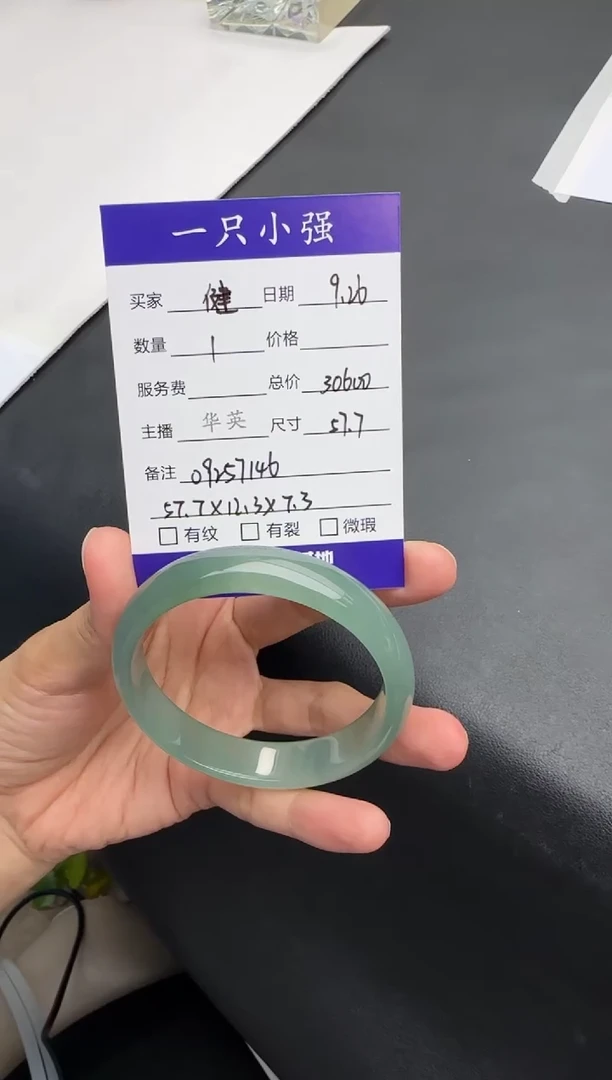 一只小强
买家 健 日期 9.26
数量 1 价格
服务费 总价 30600
主播 华英 尺寸 57.7
备注 09257146
57.7X12.3X7.3
□有纹 □有裂 □微瑕
地